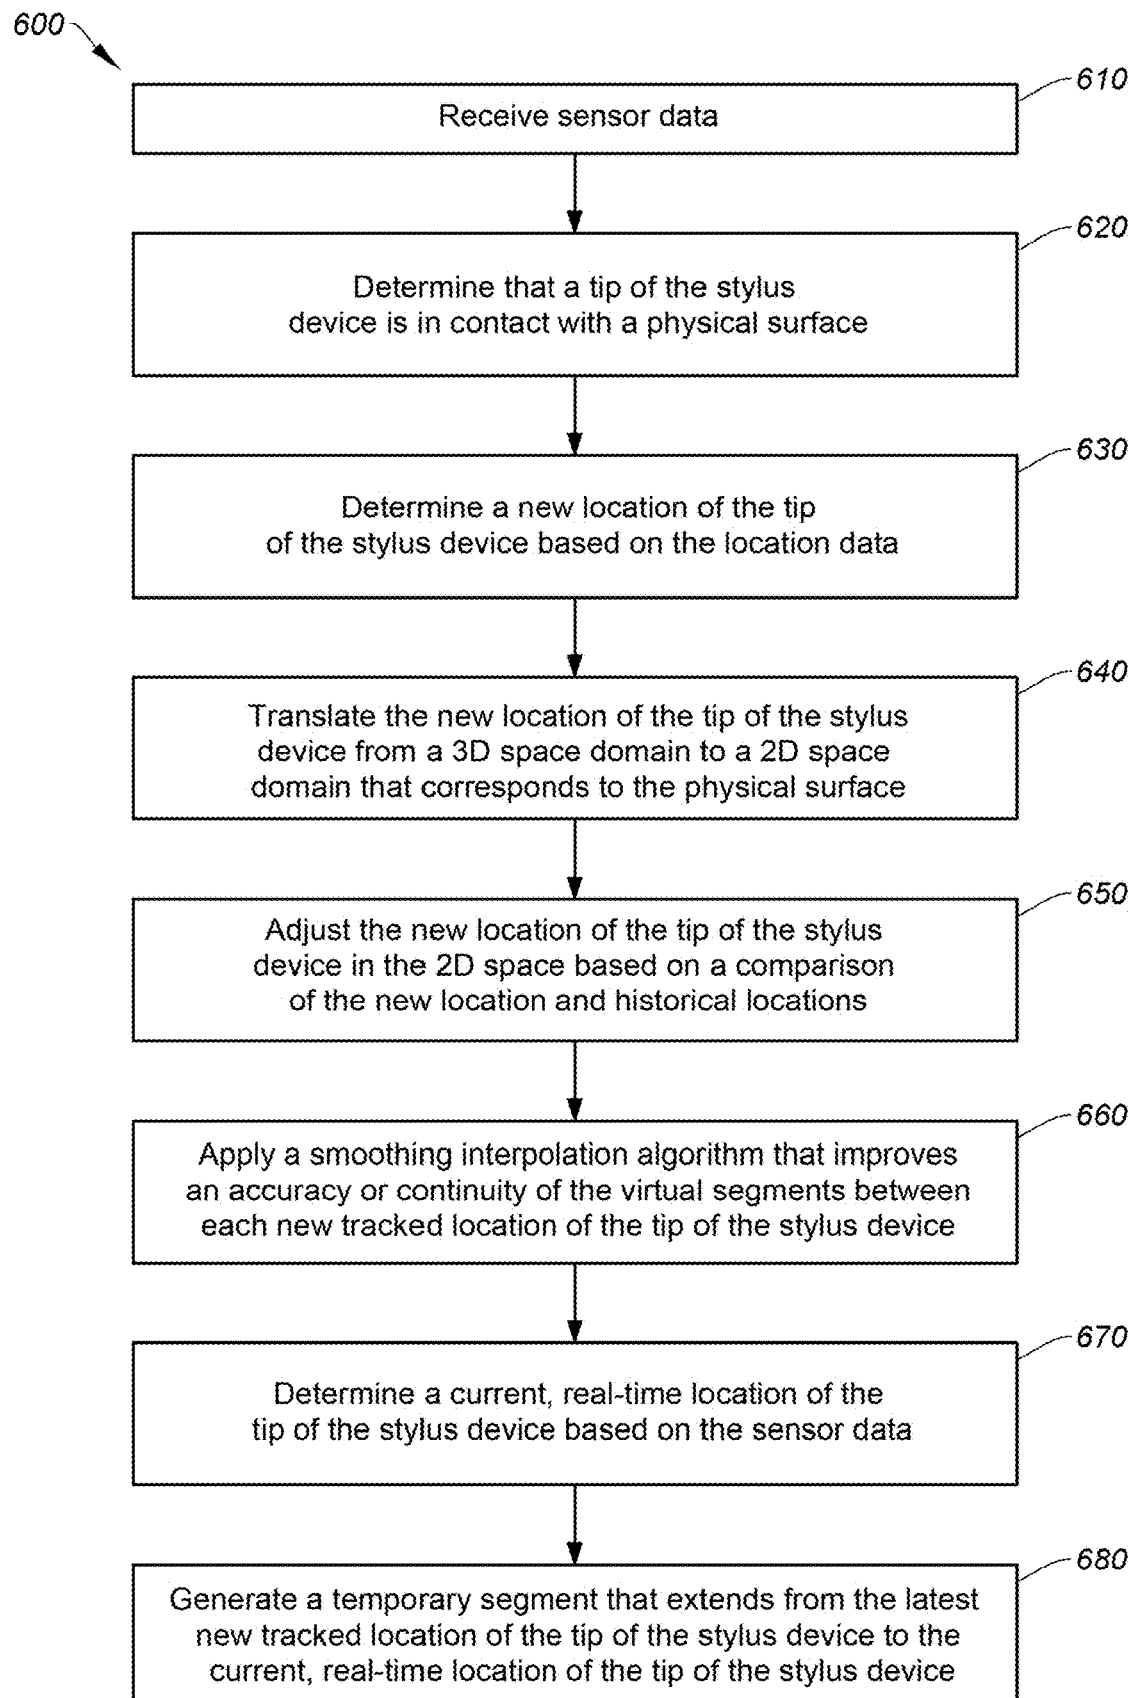 600
610
Receive sensor data
620
Determine that a tip of the stylus
device is in contact with a physical surface
630
Determine a new location of the tip
of the stylus device based on the location data
640
Translate the new location of the tip of the stylus
device from a 3D space domain to a 2D space
domain that corresponds to the physical surface
650
Adjust the new location of the tip of the stylus
device in the 2D space based on a comparison
of the new location and historical locations
660
Apply a smoothing interpolation algorithm that improves
an accuracy or continuity of the virtual segments between
each new tracked location of the tip of the stylus device
670
Determine a current, real-time location of the
tip of the stylus device based on the sensor data
680
Generate a temporary segment that extends from the latest
new tracked location of the tip of the stylus device to the
current, real-time location of the tip of the stylus device